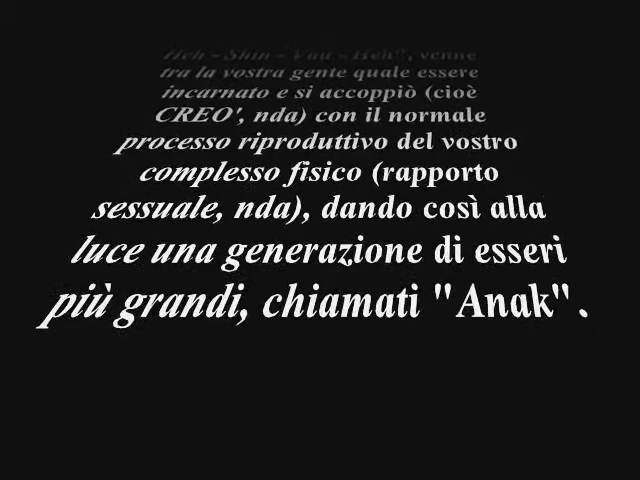 Heh - Shin - Vau - Heh", venne
tra la vostra gente quale essere
incarnato e si accoppiò (cioè
CREO', nda) con il normale
processo riproduttivo del vostro
complesso fisico (rapporto
sessuale, nda), dando così alla
luce una generazione di esseri
più grandi, chiamati "Anak".